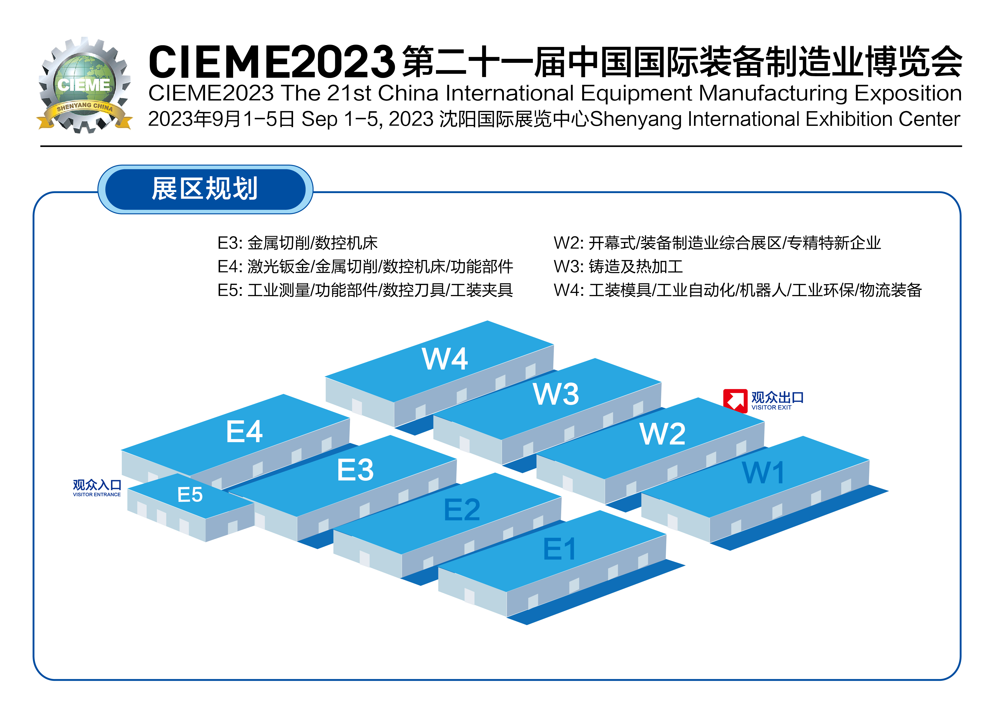 CIEME
SHENYANG CHINA
CIEME2023第二十一届中国国际装备制造业博览会
CIEME2023 The 21st China International Equipment Manufacturing Exposition
2023年9月1-5日 Sep 1-5, 2023 沈阳国际展览中心Shenyang International Exhibition Center
展区规划
E3: 金属切削/数控机床
E4: 激光钣金/金属切削/数控机床/功能部件
E5: 工业测量/功能部件/数控刀具/工装夹具
W2: 开幕式/装备制造业综合展区/专精特新企业
W3: 铸造及热加工
W4: 工装模具/工业自动化/机器人/工业环保/物流装备
W4
W3
观众出口
VISITOR EXIT
E4
W2
E3
W1
观众入口
VISITOR ENTRANCE
E5
E2
E1